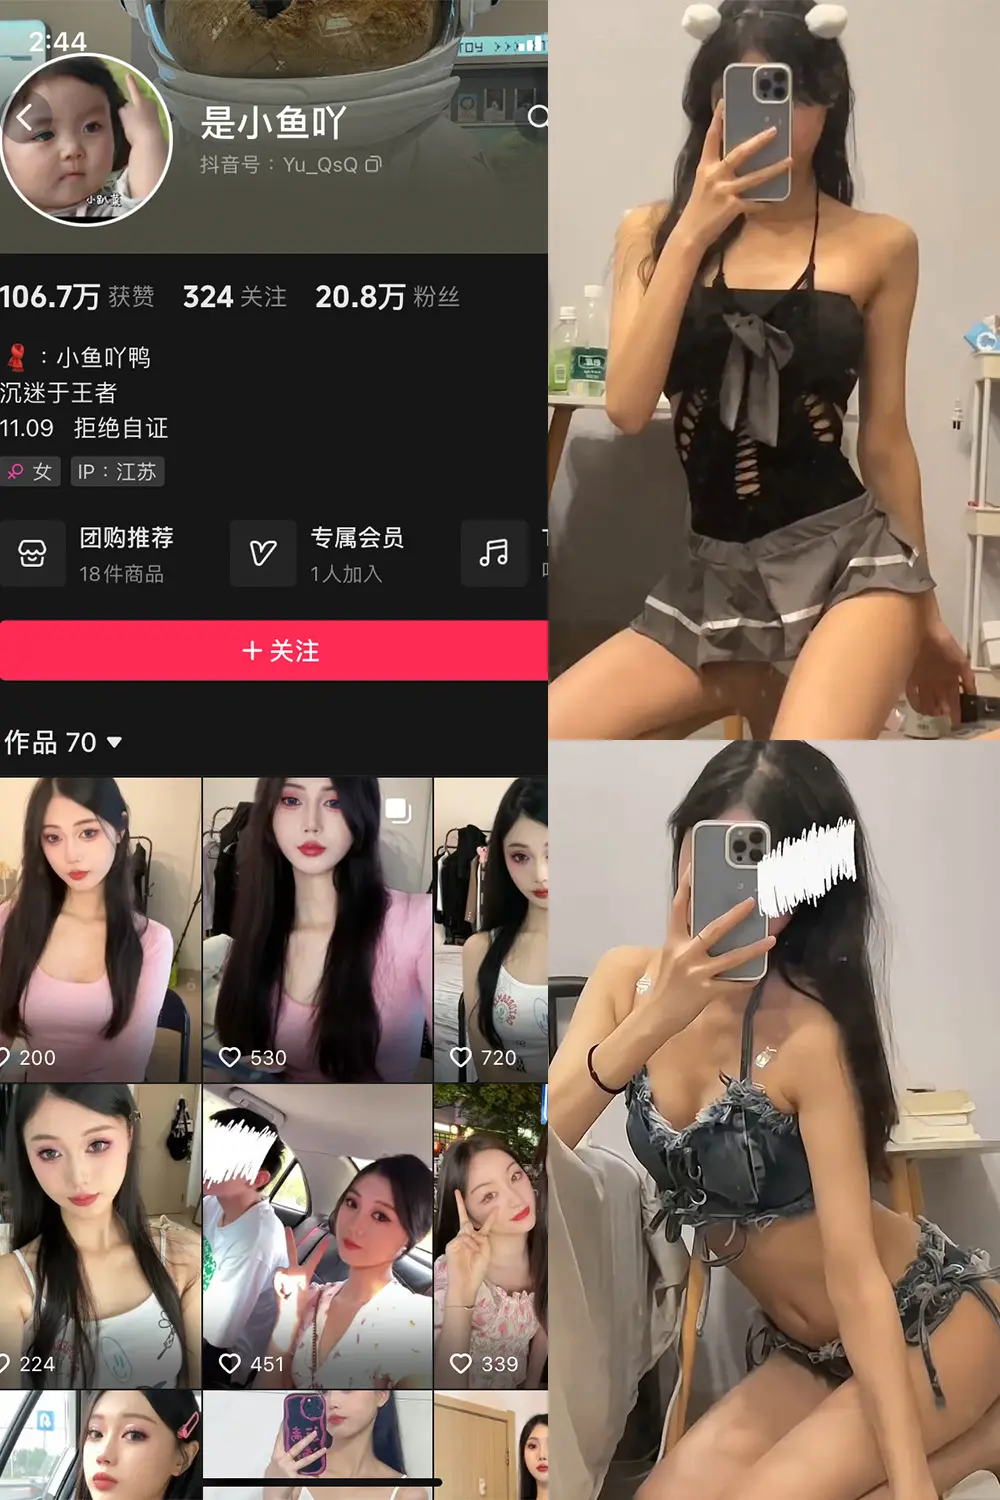 2:44
是小鱼吖
抖音号：Yu_QsQ
小趴菜
106.7万 获赞 324 关注 20.8万 粉丝
：小鱼吖鸭
沉迷于王者
11.09 拒绝自证
女 IP：江苏
团购推荐
18件商品
专属会员
1人加入
+ 关注
作品 70
200
530
720
224
451
339